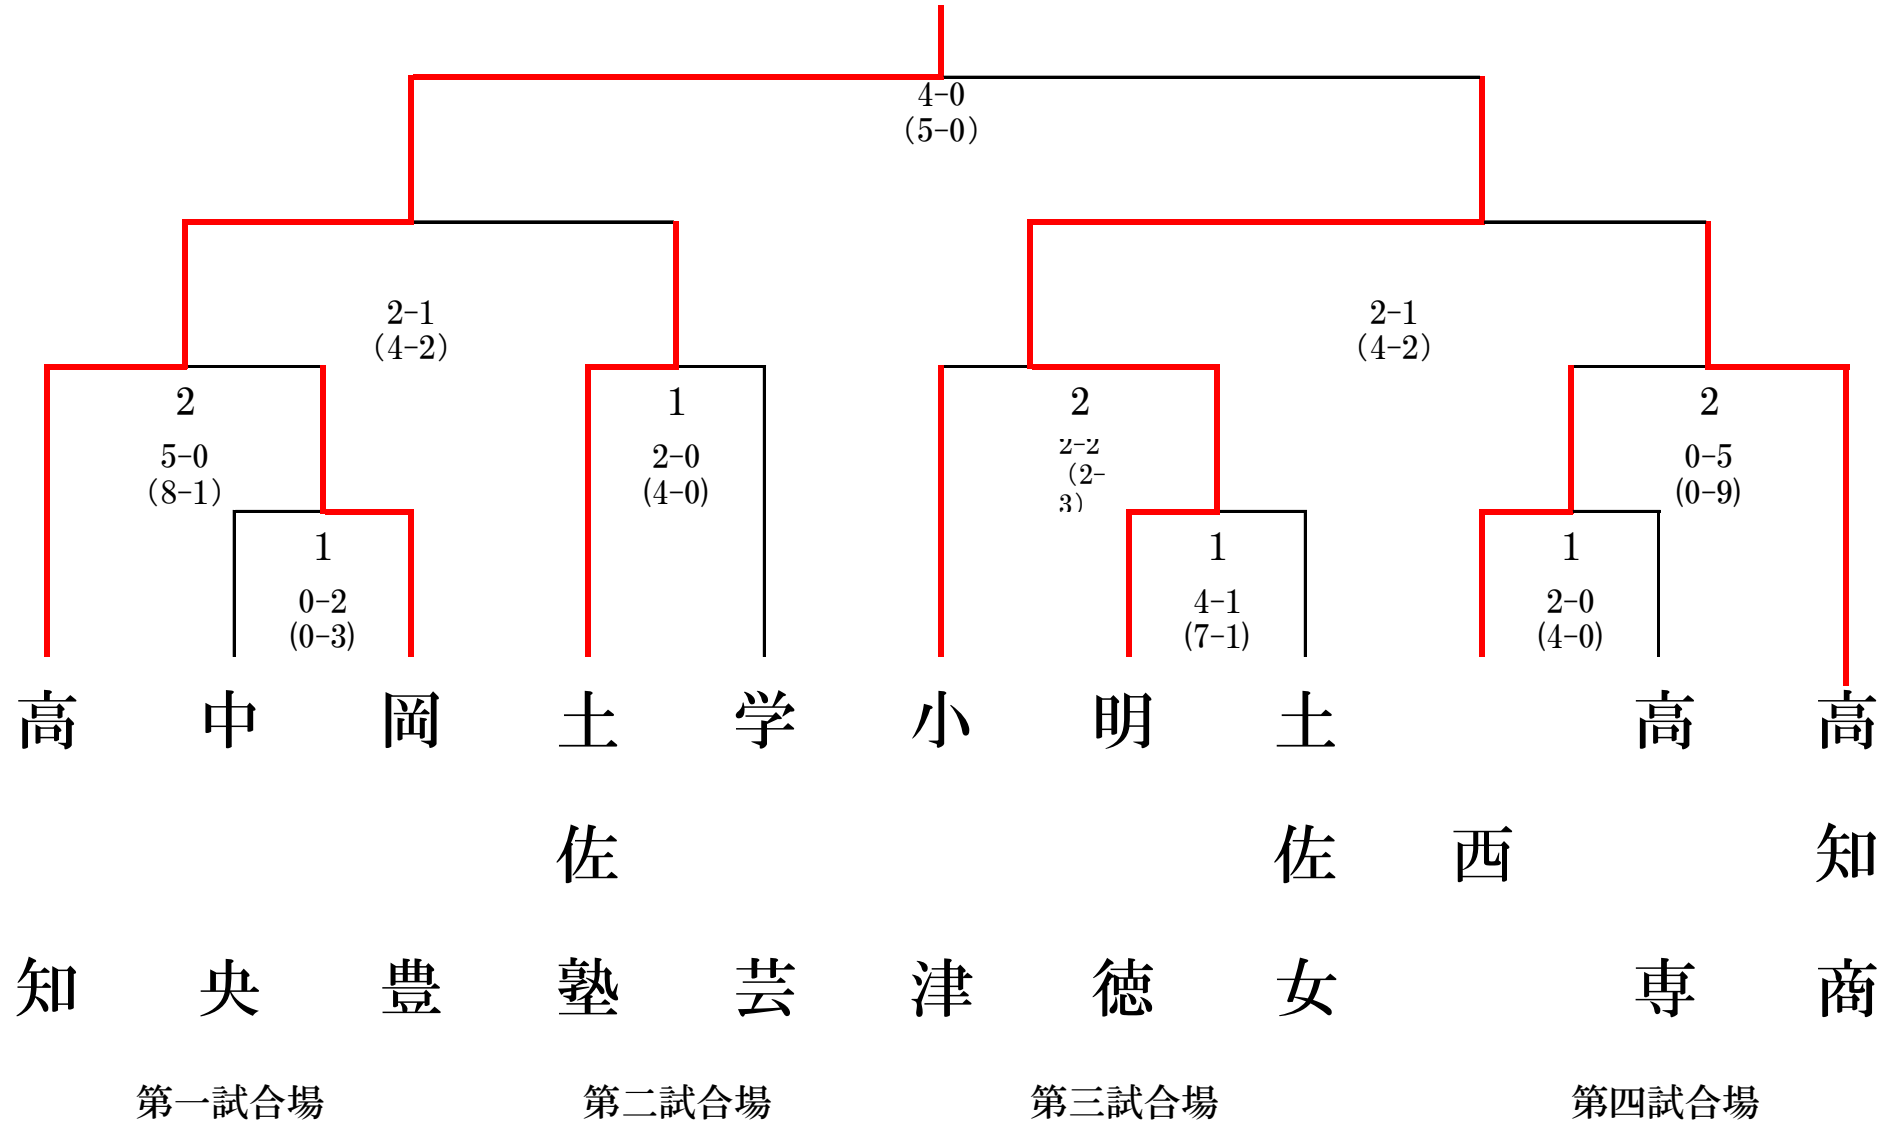 4-0
(5-0)
2-1
(4-2)
2-1
(4-2)
2
5-0
(8-1)
1
2-0
(4-0)
2
2-2
(2-
3)
2
0-5
(0-9)
1
0-2
(0-3)
1
4-1
(7-1)
1
2-0
(4-0)
高知
中央
岡豊
土佐塾
学芸
小津
明徳
土佐女
西
高専
高知商
第一試合場
第二試合場
第三試合場
第四試合場